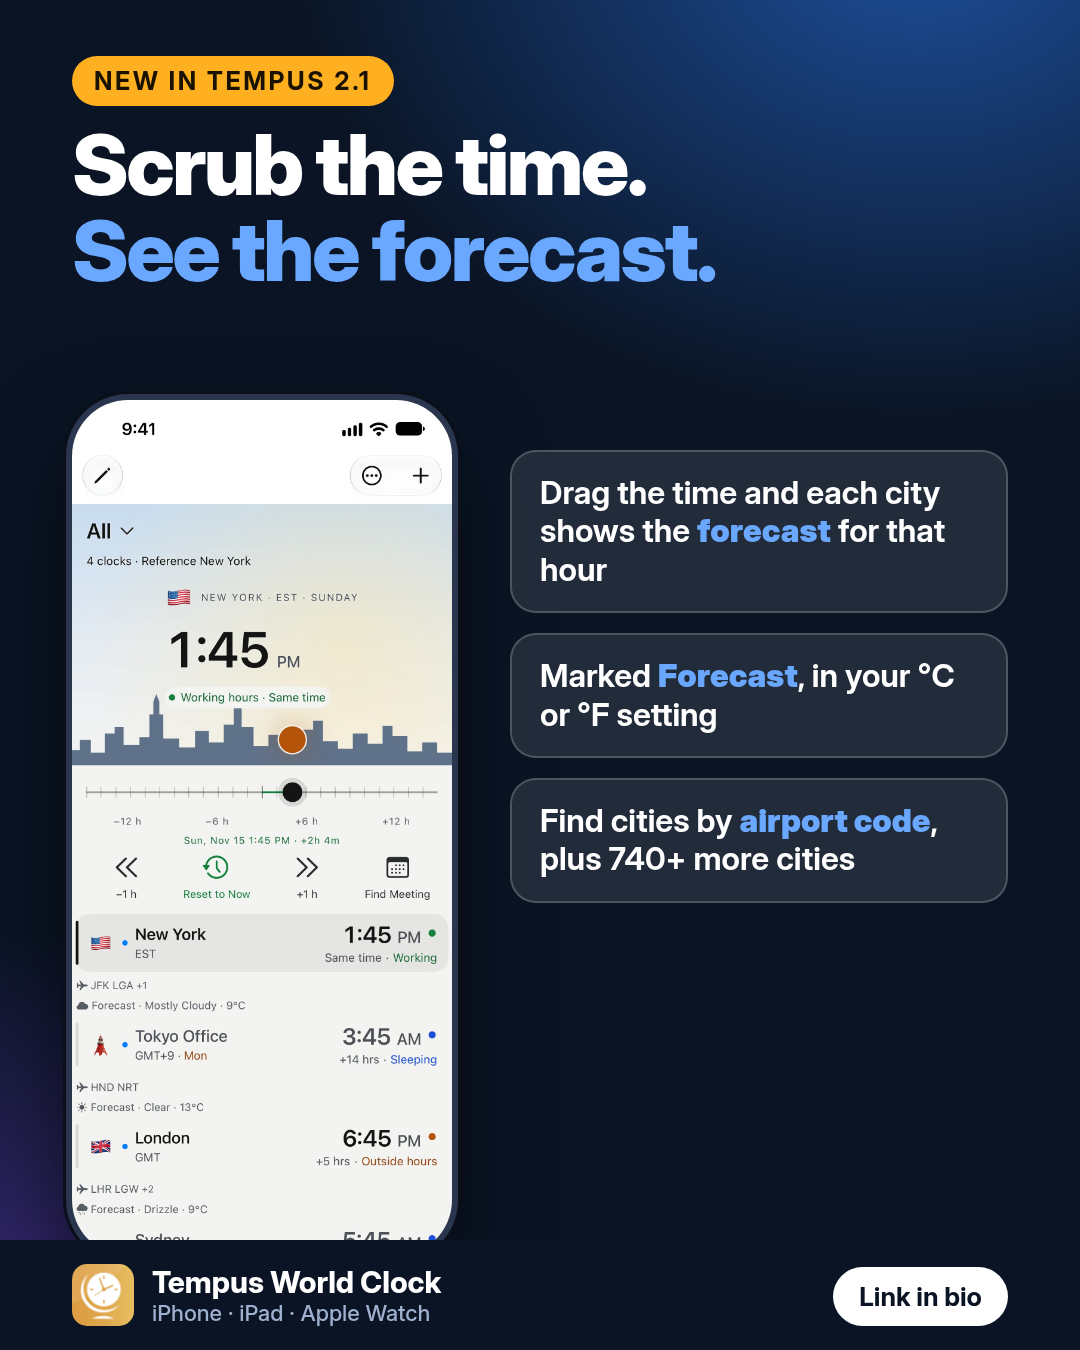 NEW IN TEMPUS 2.1
Scrub the time.
See the forecast.
9:41
All
4 clocks · Reference New York
NEW YORK · EST · SUNDAY
1:45 PM
Working hours · Same time
−12 h −6 h +6 h +12 h
Sun, Nov 15 1:45 PM · +2h 4m
−1 h Reset to Now +1 h Find Meeting
New York 1:45 PM
EST Same time · Working
JFK LGA +1
Forecast · Mostly Cloudy · 9°C
Tokyo Office 3:45 AM
GMT+9 · Mon +14 hrs · Sleeping
HND NRT
Forecast · Clear · 13°C
London 6:45 PM
GMT +5 hrs · Outside hours
LHR LGW +2
Forecast · Drizzle · 9°C
Sydney 5:45 AM
Drag the time and each city
shows the forecast for that
hour
Marked Forecast, in your °C
or °F setting
Find cities by airport code,
plus 740+ more cities
Tempus World Clock
iPhone · iPad · Apple Watch
Link in bio